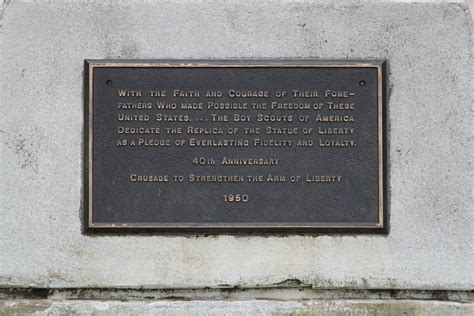 With the Faith and Courage of Their Fore-
fathers Who made Possible the Freedom of These
United States.... The Boy Scouts of America
Dedicate the Replica of the Statue of Liberty
as a Pledge of Everlasting Fidelity and Loyalty.
40th Anniversary
Crusade to Strengthen the Arm of Liberty
1950